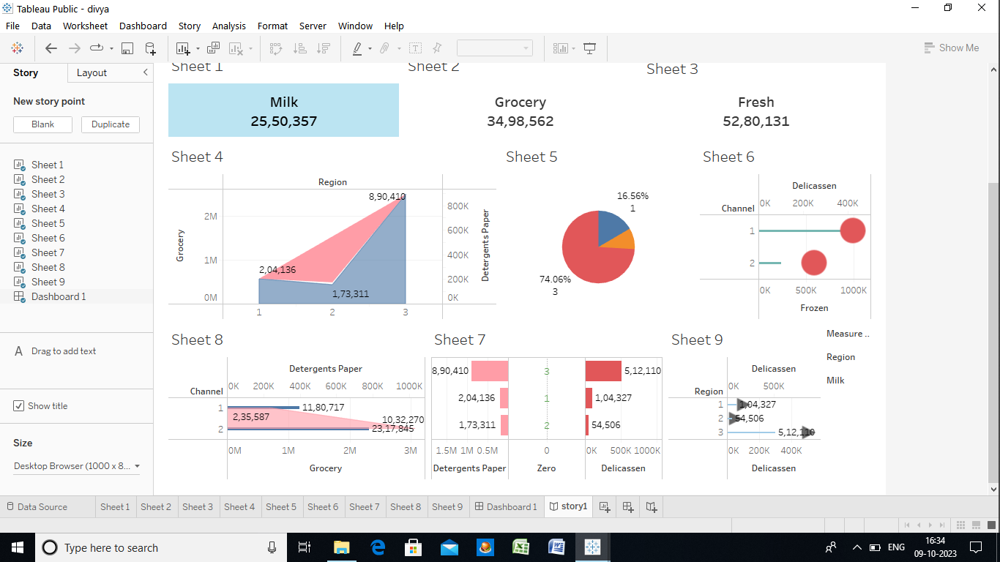 Tableau Public - divya
File Data Worksheet Dashboard Story Analysis Format Server Window Help
Show Me
Story Layout
New story point
Blank Duplicate
Sheet 1
Sheet 2
Sheet 3
Sheet 4
Sheet 5
Sheet 6
Sheet 7
Sheet 8
Sheet 9
Dashboard 1
A Drag to add text
Show title
Size
Desktop Browser (1000 x 8...
Sheet 1 Sheet 2 Sheet 3
Milk
25,50,357
Grocery
34,98,562
Fresh
52,80,131
Sheet 4
Region
Grocery
2M
1M
0M
8,90,410
2,04,136
1,73,311
1 2 3
800K
600K
400K
200K
0K
Detergents Paper
Sheet 5
16.56%
1
74.06%
3
Sheet 6
Delicassen
Channel
0K 200K 400K
1
2
0K 500K 1000K
Frozen
Sheet 8
Detergents Paper
0K 200K 400K 600K 800K 1000K
Channel
1 11,80,717
2,35,587 10,32,270
2 23,17,845
0M 1M 2M 3M
Grocery
Sheet 7
8,90,410 3 5,12,110
2,04,136 1 1,04,327
1,73,311 2 54,506
1.5M 1M 0.5M 0 0K 500K 1000K
Detergents Paper Zero Delicassen
Sheet 9
Delicassen
0K 500K
Region
1 1,04,327
2 54,506
3 5,12,110
0K 200K 400K
Delicassen
Measure ..
Region
Milk
Data Source Sheet 1 Sheet 2 Sheet 3 Sheet 4 Sheet 5 Sheet 6 Sheet 7 Sheet 8 Sheet 9 Dashboard 1 story1
Type here to search
ENG
16:34
09-10-2023